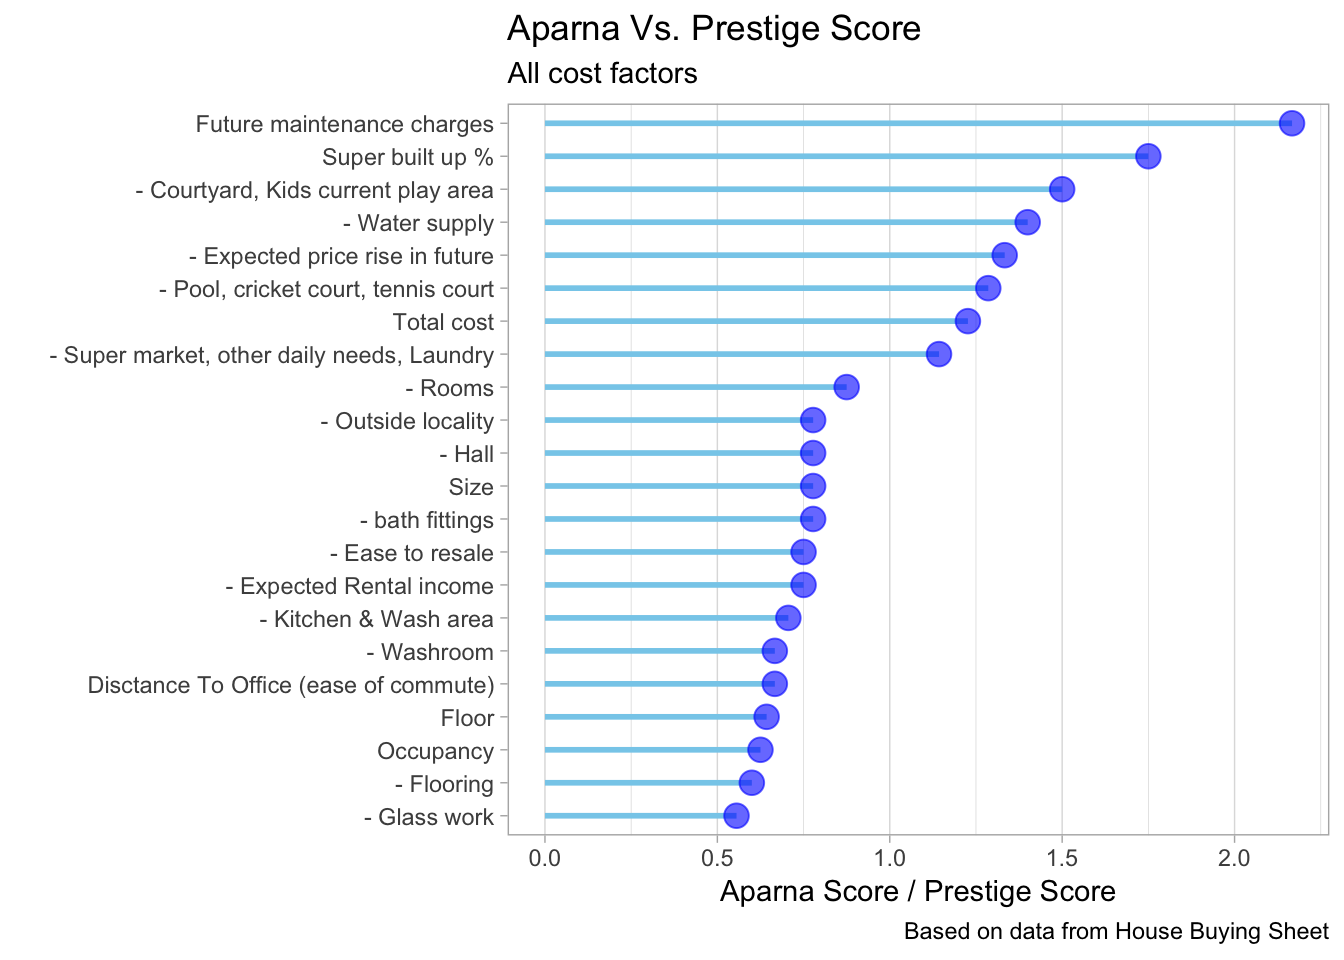 Aparna Vs. Prestige Score
All cost factors
Future maintenance charges
Super built up %
- Courtyard, Kids current play area
- Water supply
- Expected price rise in future
- Pool, cricket court, tennis court
Total cost
- Super market, other daily needs, Laundry
- Rooms
- Outside locality
- Hall
Size
- bath fittings
- Ease to resale
- Expected Rental income
- Kitchen & Wash area
- Washroom
Disctance To Office (ease of commute)
Floor
Occupancy
- Flooring
- Glass work
0.0 0.5 1.0 1.5 2.0
Aparna Score / Prestige Score
Based on data from House Buying Sheet